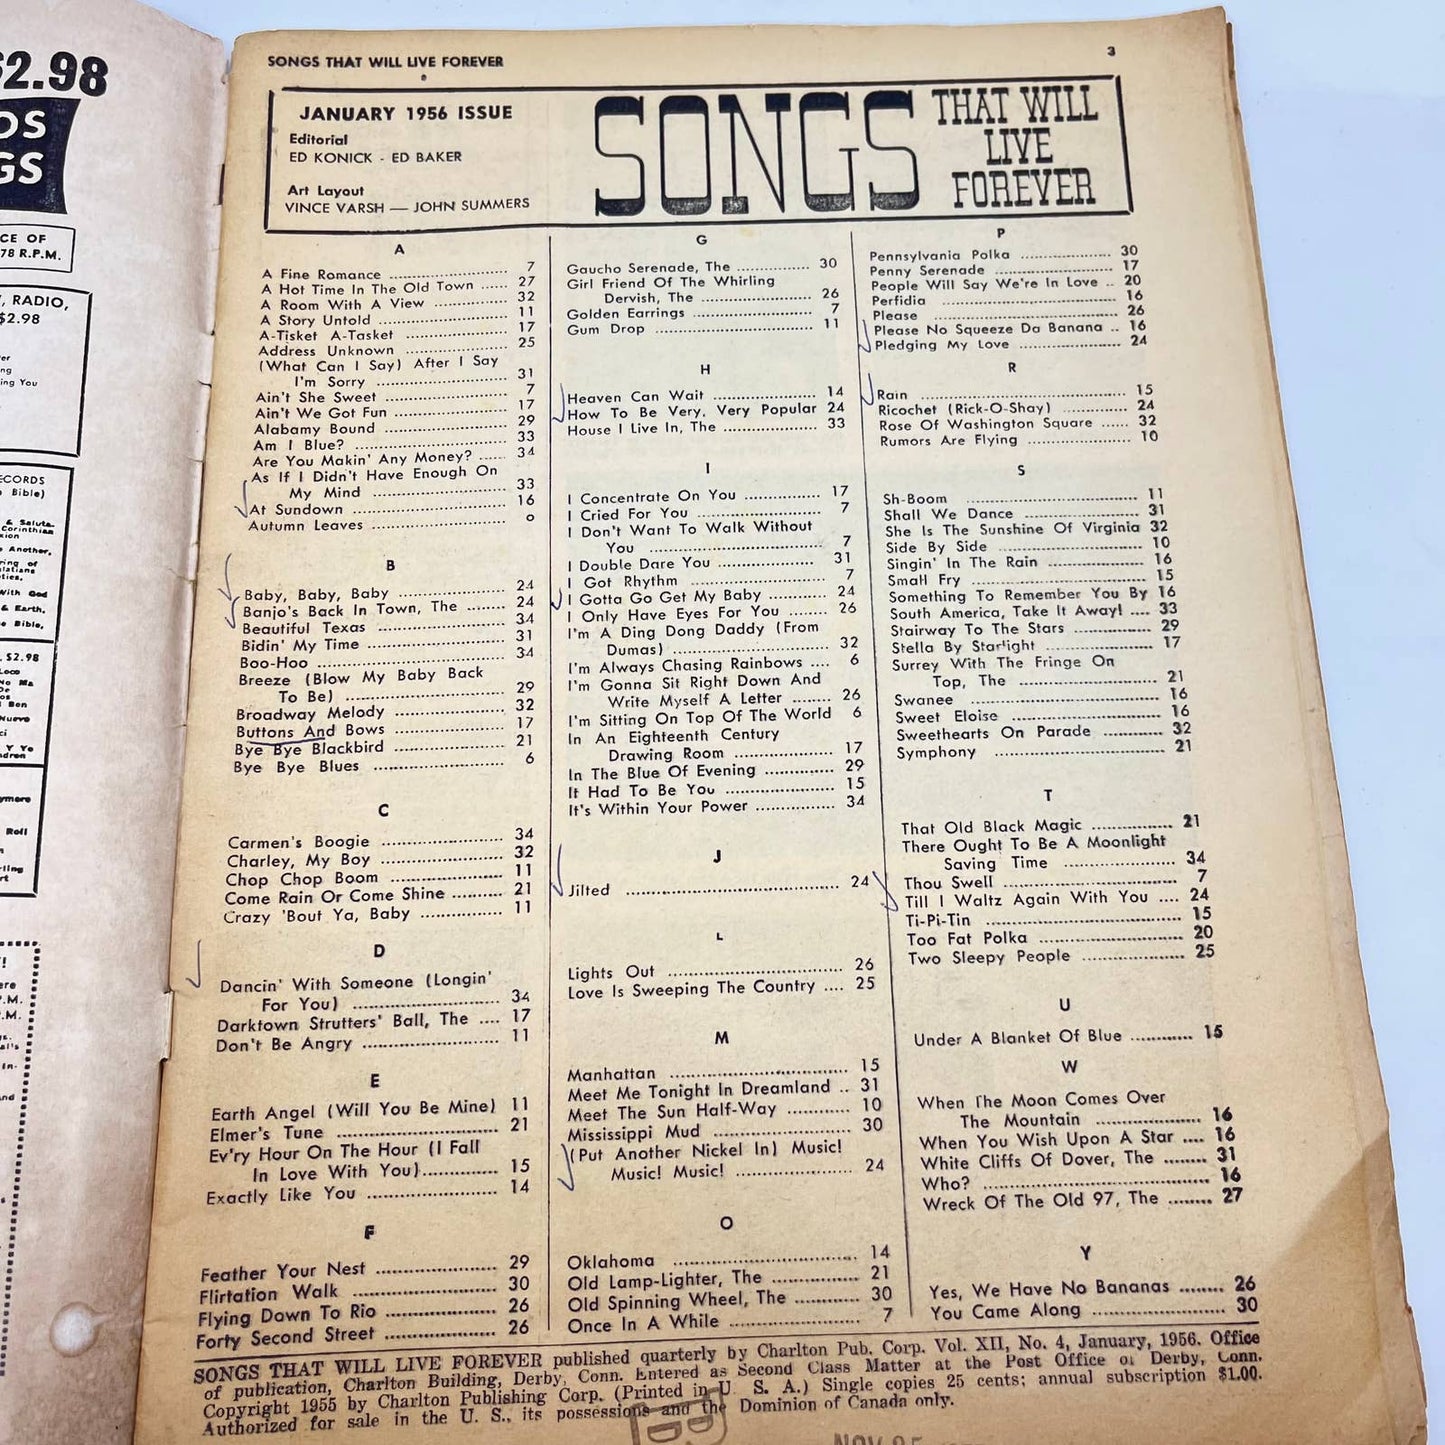 $2.98
OS
GS
CE OF
78 R.P.M.
RADIO,
$2.98
ing You
ECORDS
Bible)
& Saluta-
Corinthian
Another,
With God
& Earth,
Bible,
$2.98
Loco
No Ma
De
Nuevo
Y Yo
Roll
SONGS THAT WILL LIVE FOREVER
3
JANUARY 1956 ISSUE
Editorial
ED KONICK - ED BAKER
Art Layout
VINCE VARSH — JOHN SUMMERS
SONGS THAT WILL
LIVE
FOREVER
A
A Fine Romance 7
A Hot Time In The Old Town 27
A Room With A View 32
A Story Untold 11
A-Tisket A-Tasket 17
Address Unknown 25
(What Can I Say) After I Say
I'm Sorry 31
Ain't She Sweet 7
Ain't We Got Fun 17
Alabamy Bound 29
Am I Blue? 33
Are You Makin' Any Money? 34
As If I Didn't Have Enough On
My Mind 33
At Sundown 16
Autumn Leaves
B
Baby, Baby, Baby 24
Banjo's Back In Town, The 24
Beautiful Texas 34
Bidin' My Time 31
Boo-Hoo 34
Breeze (Blow My Baby Back
To Be) 29
Broadway Melody 32
Buttons And Bows 17
Bye Bye Blackbird 21
Bye Bye Blues 6
C
Carmen's Boogie 34
Charley, My Boy 32
Chop Chop Boom 11
Come Rain Or Come Shine 21
Crazy 'Bout Ya, Baby 11
D
Dancin' With Someone (Longin'
For You) 34
Darktown Strutters' Ball, The 17
Don't Be Angry 11
E
Earth Angel (Will You Be Mine) 11
Elmer's Tune 21
Ev'ry Hour On The Hour (I Fall
In Love With You) 15
Exactly Like You 14
F
Feather Your Nest 29
Flirtation Walk 30
Flying Down To Rio 26
Forty Second Street 26
G
Gaucho Serenade, The 30
Girl Friend Of The Whirling
Dervish, The 26
Golden Earrings 7
Gum Drop 11
H
Heaven Can Wait 14
How To Be Very, Very Popular 24
House I Live In, The 33
I
I Concentrate On You 17
I Cried For You 7
I Don't Want To Walk Without
You 7
I Double Dare You 31
I Got Rhythm 7
I Gotta Go Get My Baby 24
I Only Have Eyes For You 26
I'm A Ding Dong Daddy (From
Dumas) 32
I'm Always Chasing Rainbows 6
I'm Gonna Sit Right Down And
Write Myself A Letter 26
I'm Sitting On Top Of The World 6
In An Eighteenth Century
Drawing Room 17
In The Blue Of Evening 29
It Had To Be You 15
It's Within Your Power 34
J
Jilted 24
L
Lights Out 26
Love Is Sweeping The Country 25
M
Manhattan 15
Meet Me Tonight In Dreamland 31
Meet The Sun Half-Way 10
Mississippi Mud 30
(Put Another Nickel In) Music!
Music! Music! 24
O
Oklahoma 14
Old Lamp-Lighter, The 21
Old Spinning Wheel, The 30
Once In A While 7
P
Pennsylvania Polka 30
Penny Serenade 17
People Will Say We're In Love 20
Perfidia 16
Please 26
Please No Squeeze Da Banana 16
Pledging My Love 24
R
Rain 15
Ricochet (Rick-O-Shay) 24
Rose Of Washington Square 32
Rumors Are Flying 10
S
Sh-Boom 11
Shall We Dance 31
She Is The Sunshine Of Virginia 32
Side By Side 10
Singin' In The Rain 16
Small Fry 15
Something To Remember You By 16
South America, Take It Away! 33
Stairway To The Stars 29
Stella By Starlight 17
Surrey With The Fringe On
Top, The 21
Swanee 16
Sweet Eloise 16
Sweethearts On Parade 32
Symphony 21
T
That Old Black Magic 21
There Ought To Be A Moonlight
Saving Time 34
Thou Swell 7
Till I Waltz Again With You 24
Ti-Pi-Tin 15
Too Fat Polka 20
Two Sleepy People 25
U
Under A Blanket Of Blue 15
W
When The Moon Comes Over
The Mountain 16
When You Wish Upon A Star 16
White Cliffs Of Dover, The 31
Who? 16
Wreck Of The Old 97, The 27
Y
Yes, We Have No Bananas 26
You Came Along 30
SONGS THAT WILL LIVE FOREVER published quarterly by Charlton Pub. Corp. Vol. XII, No. 4, January, 1956. Office
of publication, Charlton Building, Derby, Conn. Entered as Second Class Matter at the Post Office of Derby, Conn.
Copyright 1955 by Charlton Publishing Corp. (Printed in U. S. A.) Single copies 25 cents; annual subscription $1.00.
Authorized for sale in the U. S., its possessions and the Dominion of Canada only.